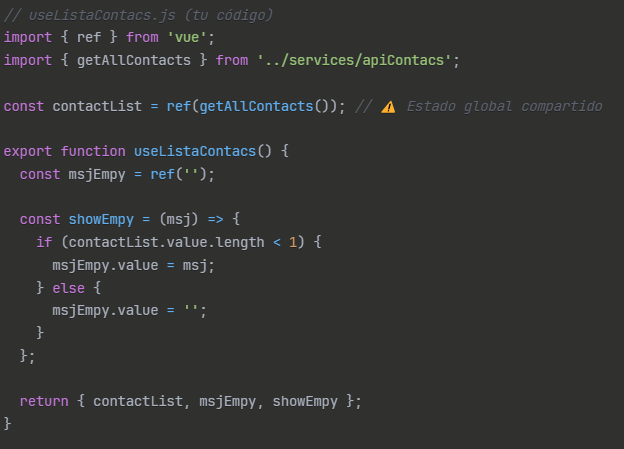 // useListaContacs.js (tu código)
import { ref } from 'vue';
import { getAllContacts } from '../services/apiContacs';

const contactList = ref(getAllContacts()); // ⚠️ Estado global compartido

export function useListaContacs() {
  const msjEmpy = ref('');

  const showEmpy = (msj) => {
    if (contactList.value.length < 1) {
      msjEmpy.value = msj;
    } else {
      msjEmpy.value = '';
    }
  };

  return { contactList, msjEmpy, showEmpy };
}